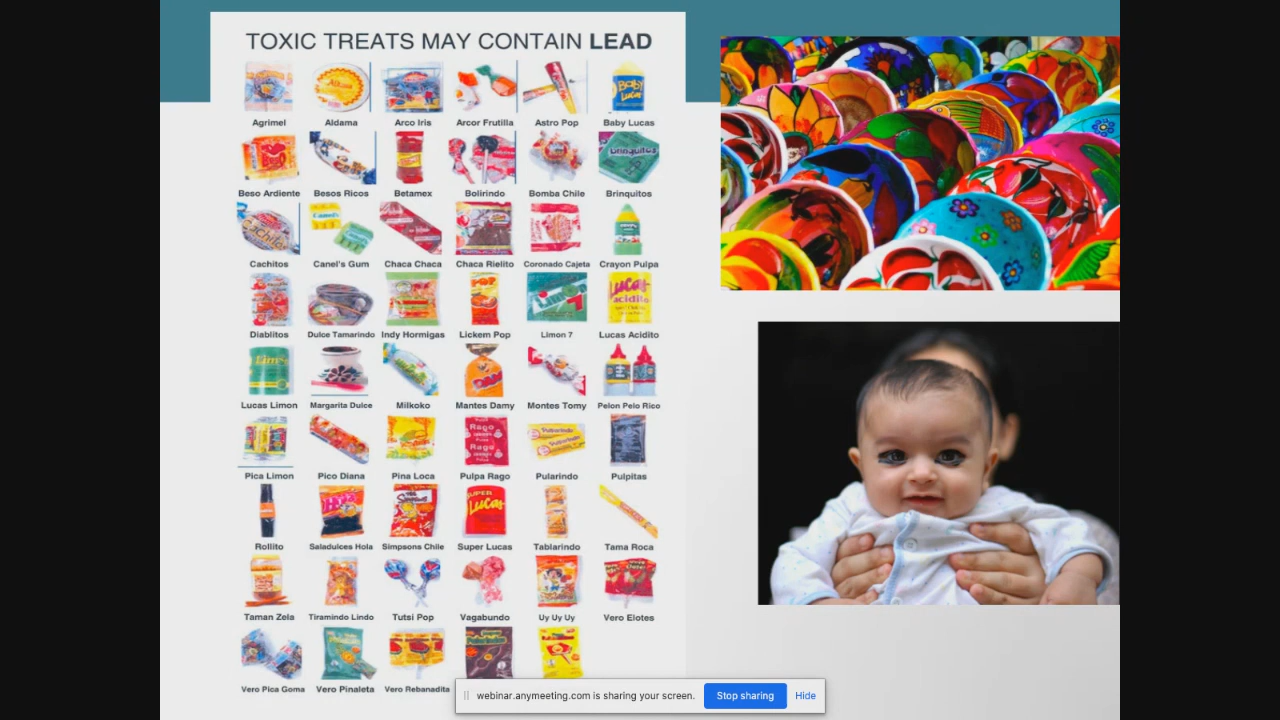 TOXIC TREATS MAY CONTAIN LEAD
Agrimel Aldama Arco Iris Arcor Frutilla Astro Pop Baby Lucas
Beso Ardiente Besos Ricos Betamex Bolirindo Bomba Chile Brinquitos
Cachitos Canel's Gum Chaca Chaca Chaca Rielito Coronado Cajeta Crayon Pulpa
Diablitos Dulce Tamarindo Indy Hormigas Lickem Pop Limon 7 Lucas Acidito
Lucas Limon Margarita Dulce Milkoko Mantes Damy Montes Tomy Pelon Pelo Rico
Pica Limon Pico Diana Pina Loca Pulpa Rago Pularindo Pulpitas
Rollito Saladulces Hola Simpsons Chile Super Lucas Tablarindo Tama Roca
Taman Zela Tiramindo Lindo Tutsi Pop Vagabundo Uy Uy Uy Vero Elotes
Vero Pica Goma Vero Pinaleta Vero Rebanadita
webinar.anymeeting.com is sharing your screen. Stop sharing Hide